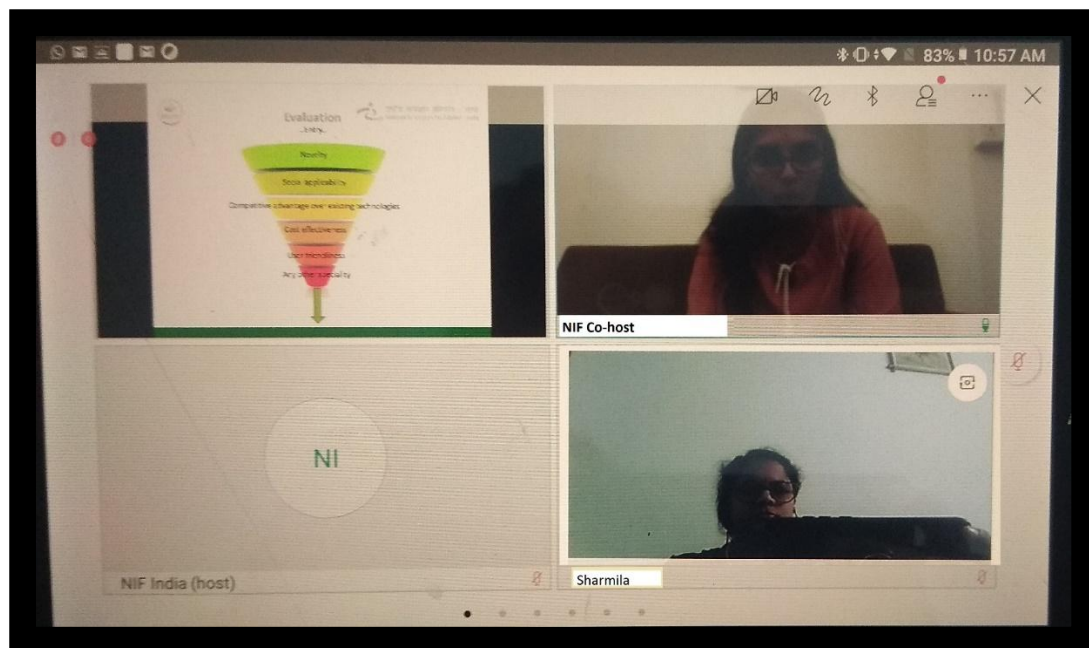 83% 10:57 AM
Evaluation
Novelty
Social applicability
Competitive advantage over existing technologies
Cost effectiveness
User friendliness
Any other speciality
NIF Co-host
NI
NIF India (host)
Sharmila